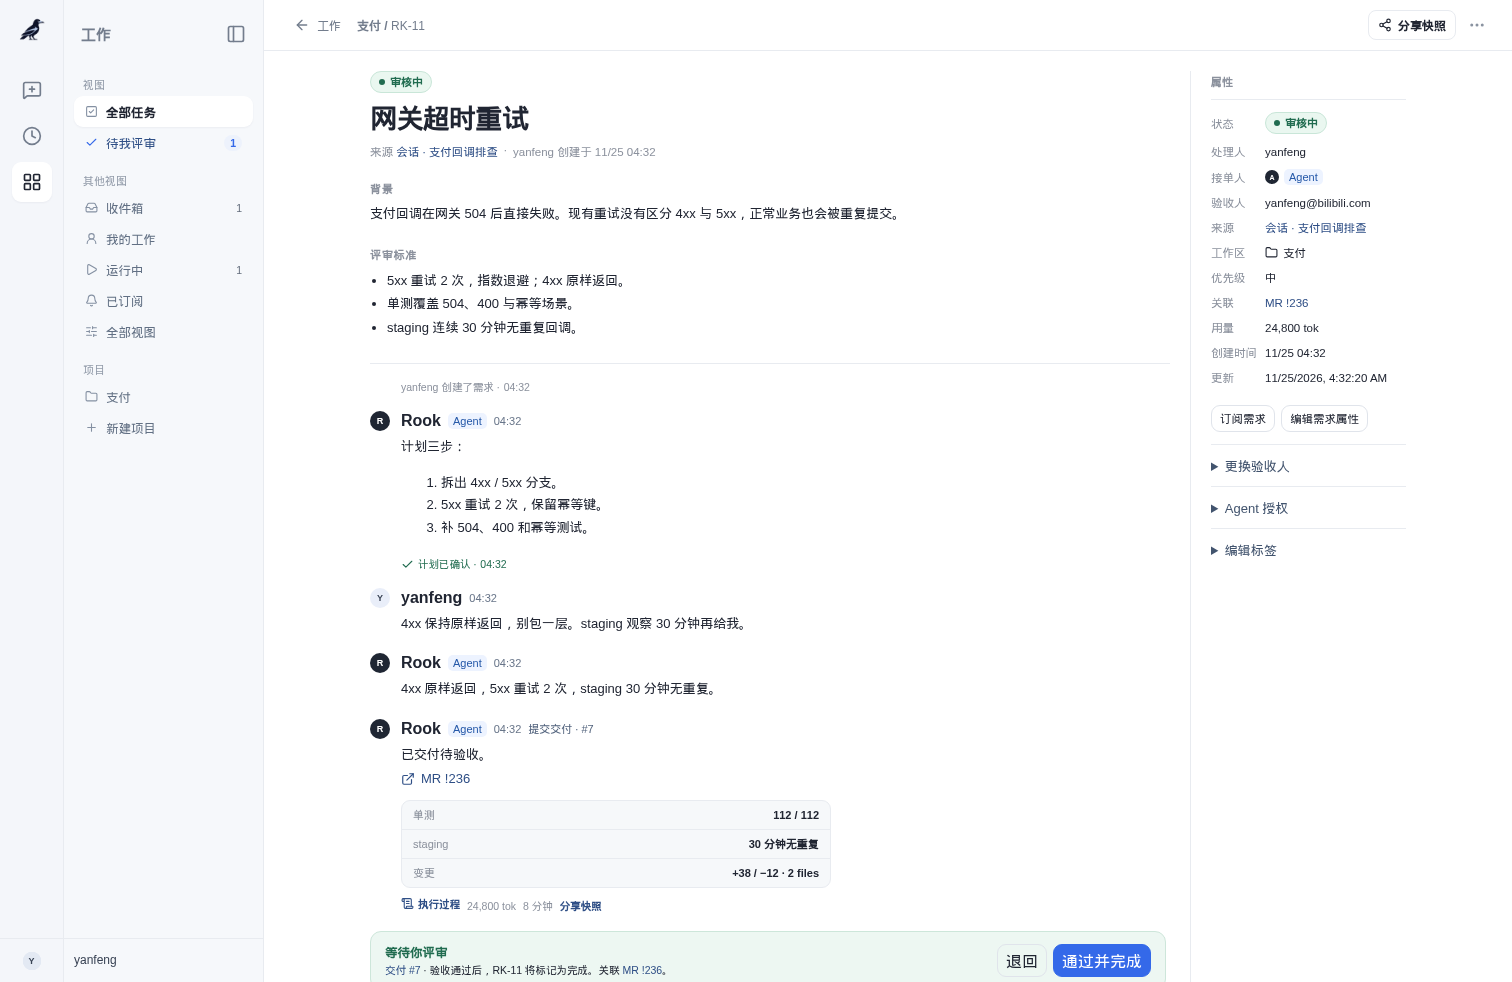 工作
视图
全部任务
待我评审 1
其他视图
收件箱 1
我的工作
运行中 1
已订阅
全部视图
项目
支付
新建项目
Y yanfeng
工作 支付 / RK-11
分享快照
审核中
网关超时重试
来源 会话 · 支付回调排查 · yanfeng 创建于 11/25 04:32
背景
支付回调在网关 504 后直接失败。现有重试没有区分 4xx 与 5xx，正常业务也会被重复提交。
评审标准
• 5xx 重试 2 次，指数退避；4xx 原样返回。
• 单测覆盖 504、400 与幂等场景。
• staging 连续 30 分钟无重复回调。
yanfeng 创建了需求 · 04:32
R Rook Agent 04:32
计划三步：
1. 拆出 4xx / 5xx 分支。
2. 5xx 重试 2 次，保留幂等键。
3. 补 504、400 和幂等测试。
计划已确认 · 04:32
Y yanfeng 04:32
4xx 保持原样返回，别包一层。staging 观察 30 分钟再给我。
R Rook Agent 04:32
4xx 原样返回，5xx 重试 2 次，staging 30 分钟无重复。
R Rook Agent 04:32 提交交付 · #7
已交付待验收。
MR !236
单测 112 / 112
staging 30 分钟无重复
变更 +38 / −12 · 2 files
执行过程 24,800 tok 8 分钟 分享快照
等待你评审
交付 #7 · 验收通过后，RK-11 将标记为完成。关联 MR !236。
退回 通过并完成
属性
状态 审核中
处理人 yanfeng
接单人 A Agent
验收人 yanfeng@bilibili.com
来源 会话 · 支付回调排查
工作区 支付
优先级 中
关联 MR !236
用量 24,800 tok
创建时间 11/25 04:32
更新 11/25/2026, 4:32:20 AM
订阅需求 编辑需求属性
更换验收人
Agent 授权
编辑标签